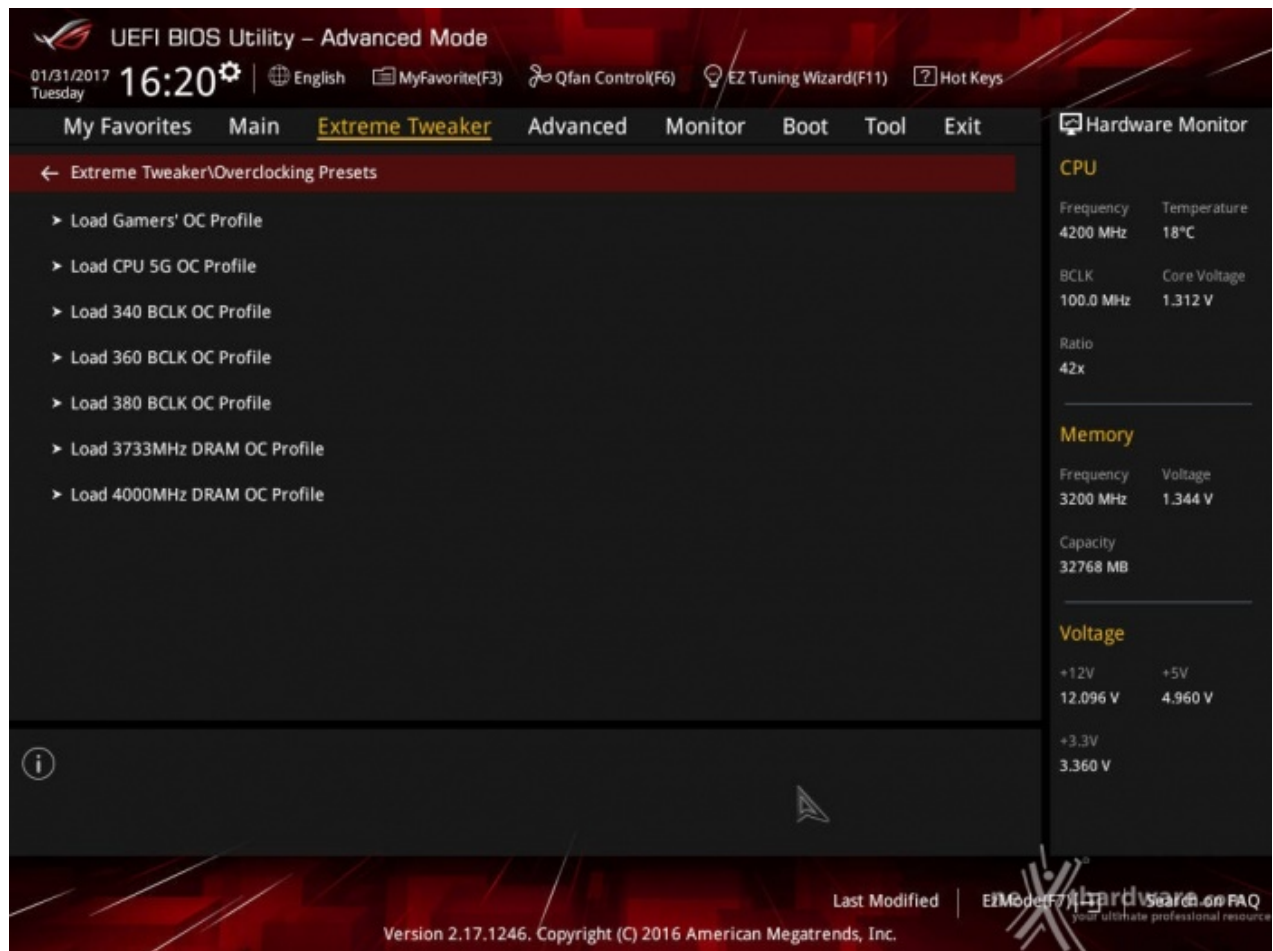 UEFI BIOS Utility – Advanced Mode
01/31/2017
Tuesday
16:20
English
MyFavorite(F3)
Qfan Control(F6)
EZ Tuning Wizard(F11)
? Hot Keys
My Favorites Main Extreme Tweaker Advanced Monitor Boot Tool Exit
Hardware Monitor
← Extreme Tweaker\Overclocking Presets
➤ Load Gamers' OC Profile
➤ Load CPU 5G OC Profile
➤ Load 340 BCLK OC Profile
➤ Load 360 BCLK OC Profile
➤ Load 380 BCLK OC Profile
➤ Load 3733MHz DRAM OC Profile
➤ Load 4000MHz DRAM OC Profile
CPU
Frequency Temperature
4200 MHz 18°C
BCLK Core Voltage
100.0 MHz 1.312 V
Ratio
42x
Memory
Frequency Voltage
3200 MHz 1.344 V
Capacity
32768 MB
Voltage
+12V +5V
12.096 V 4.960 V
+3.3V
3.360 V
Last Modified
EzMode(F7)
Search on FAQ
your ultimate professional resource
Version 2.17.1246. Copyright (C) 2016 American Megatrends, Inc.